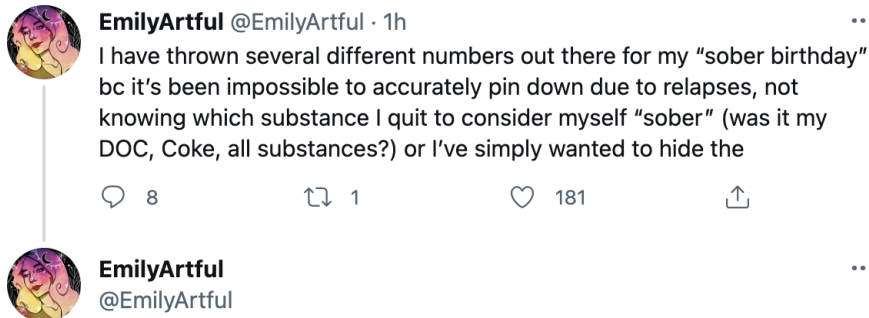 EmilyArtful @EmilyArtful · 1h
I have thrown several different numbers out there for my “sober birthday”
bc it’s been impossible to accurately pin down due to relapses, not
knowing which substance I quit to consider myself “sober” (was it my
DOC, Coke, all substances?) or I’ve simply wanted to hide the
8 1 181
EmilyArtful
@EmilyArtful